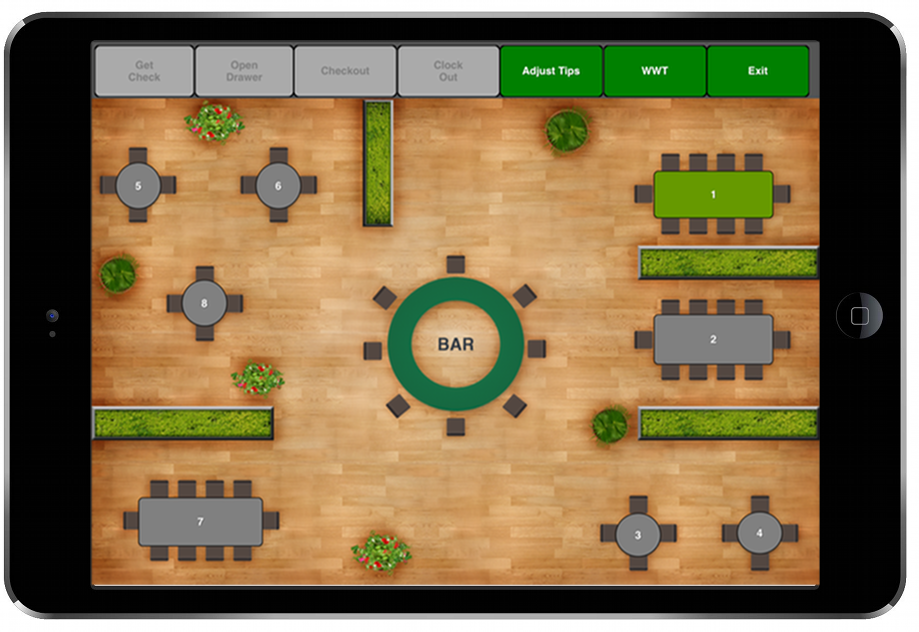 Get
Check
Open
Drawer
Checkout
Clock
Out
Adjust Tips
WWT
Exit
5
6
1
8
2
BAR
7
3
4